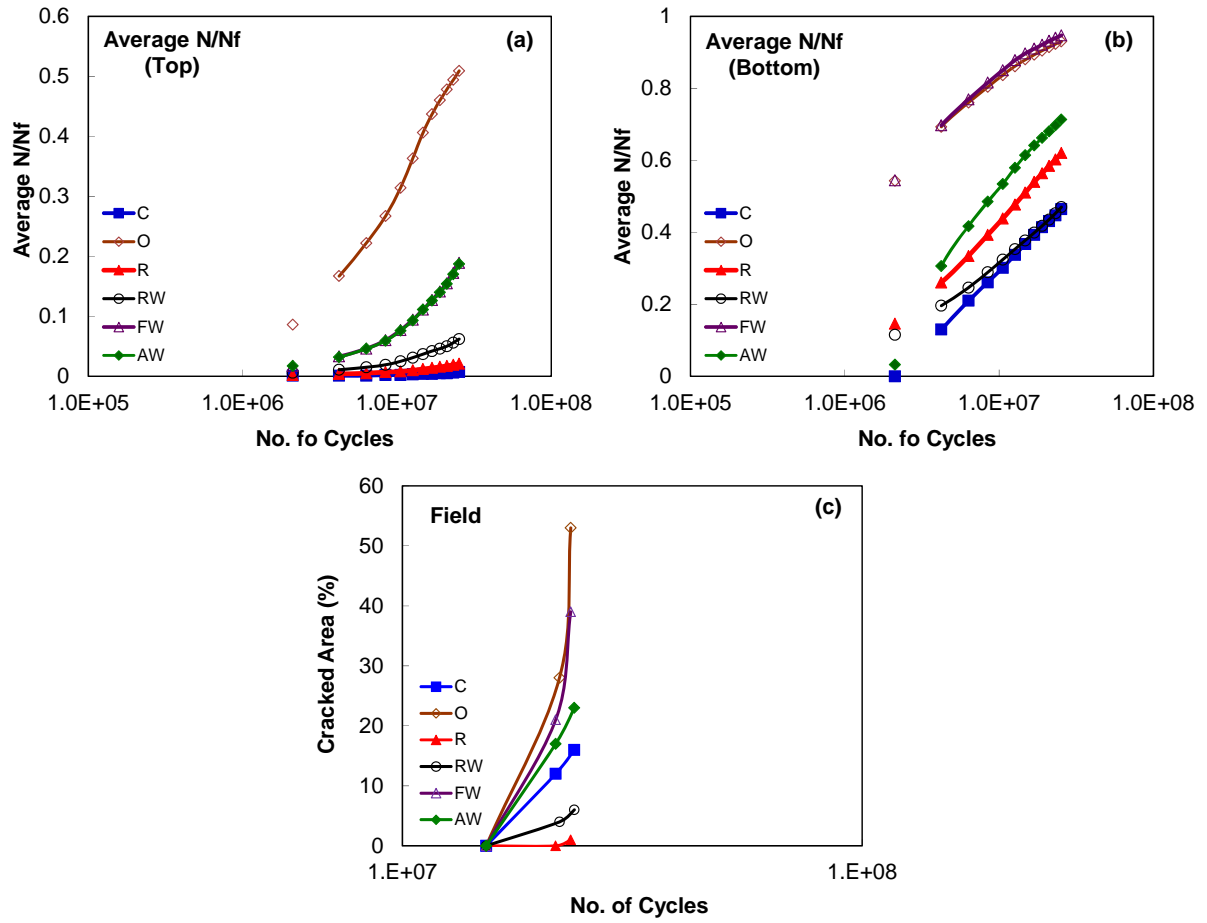 Average N/Nf
(Top)
(a)
0.6
0.5
0.4
0.3
0.2
0.1
0
Average N/Nf
C
O
R
RW
FW
AW
1.0E+05
1.0E+06
1.0E+07
1.0E+08
No. fo Cycles
Average N/Nf
(Bottom)
(b)
1
0.8
0.6
0.4
0.2
0
Average N/Nf
C
O
R
RW
FW
AW
1.0E+05
1.0E+06
1.0E+07
1.0E+08
No. fo Cycles
Field
(c)
60
50
40
30
20
10
0
Cracked Area (%)
C
O
R
RW
FW
AW
1.E+07
1.E+08
No. of Cycles